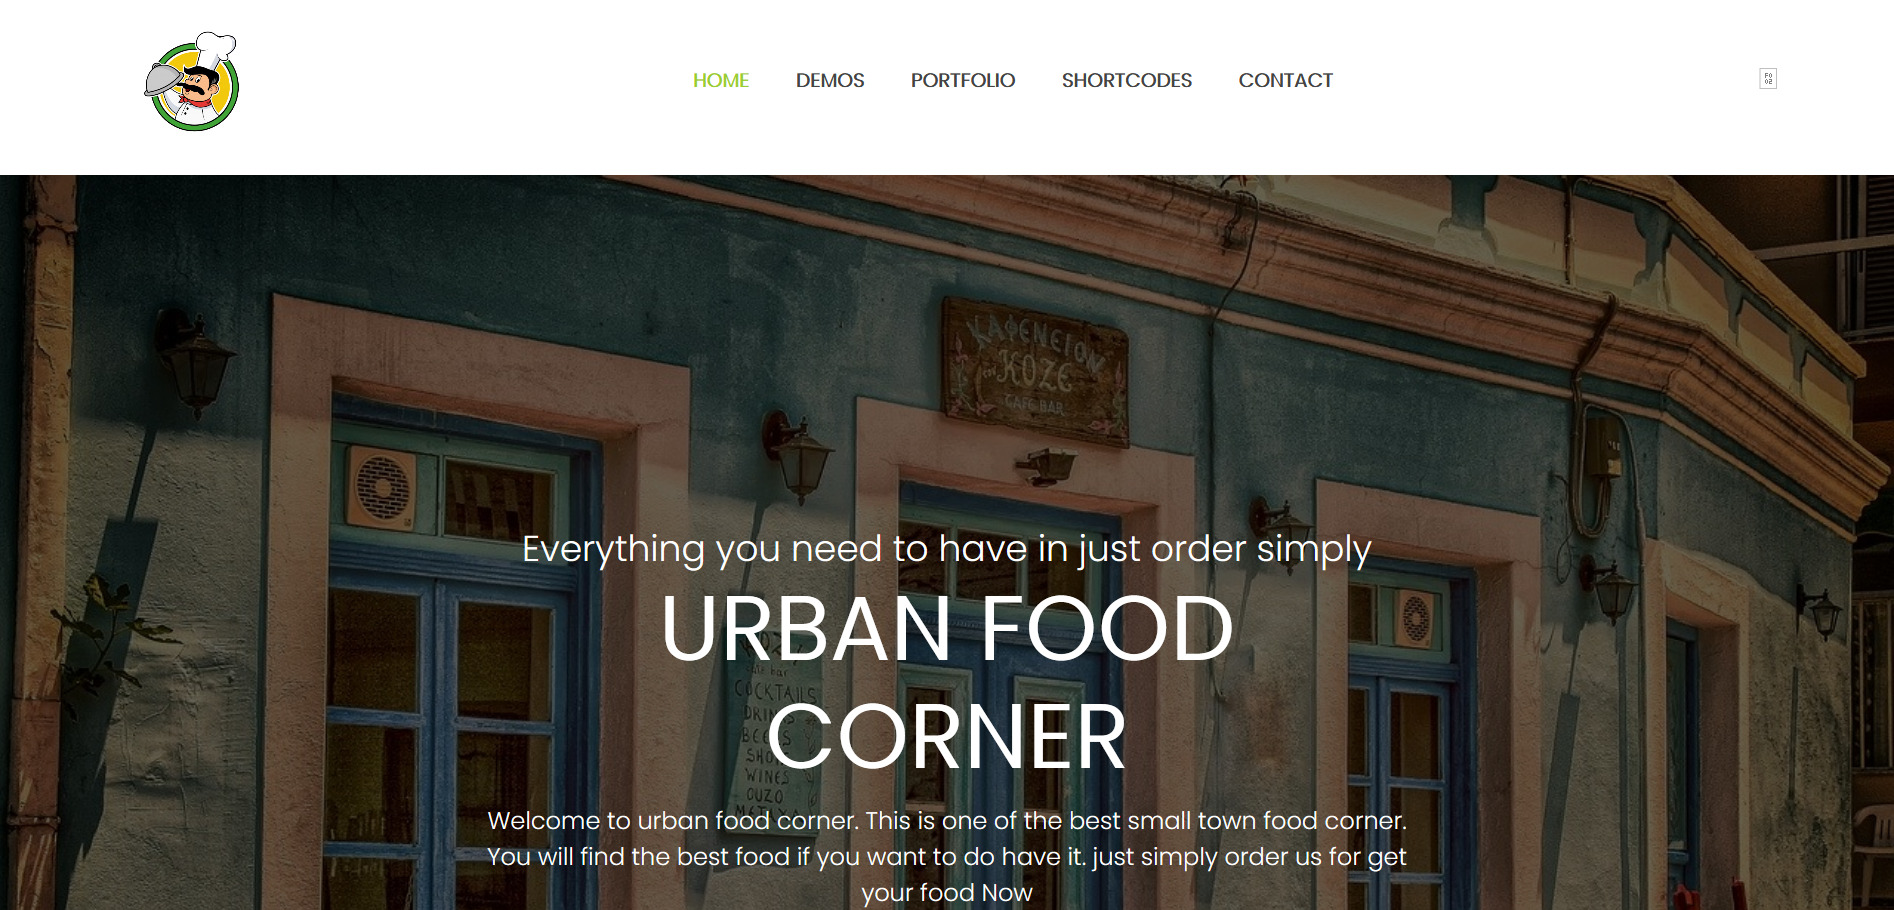 HOME DEMOS PORTFOLIO SHORTCODES CONTACT
F0
02
ΚΑΦΕΝΕΙΟΝ
KOZE
CAFE BAR
Everything you need to have in just order simply
URBAN FOOD
CORNER
COCKTAILS
WINES
OUZO
Welcome to urban food corner. This is one of the best small town food corner.
You will find the best food if you want to do have it. just simply order us for get
your food Now